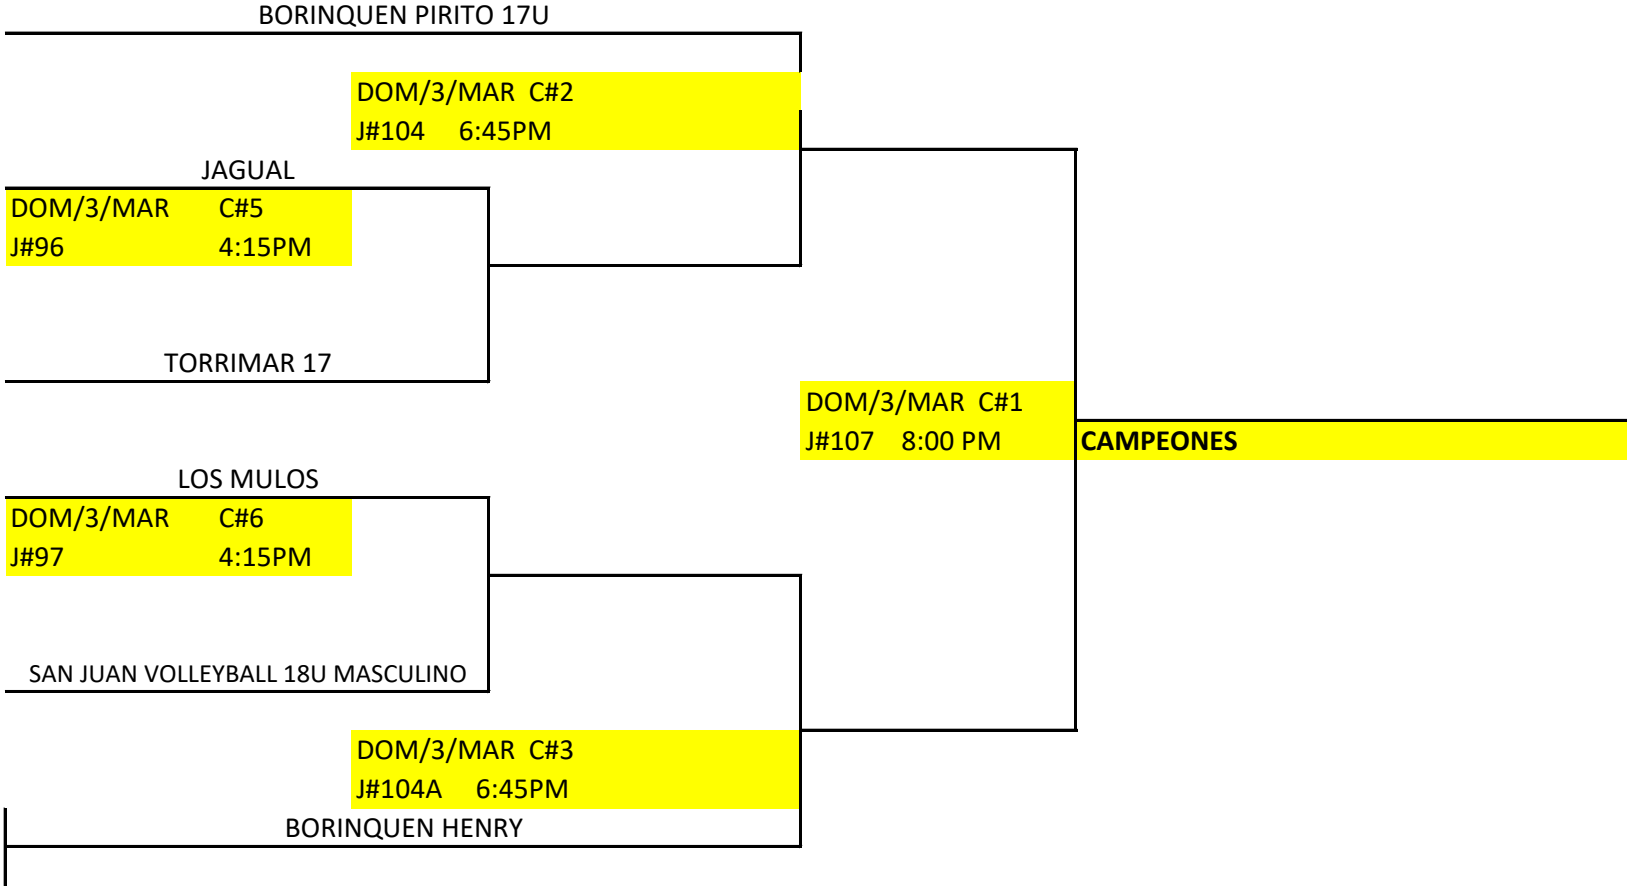 BORINQUEN PIRITO 17U
DOM/3/MAR C#2
J#104 6:45PM
JAGUAL
DOM/3/MAR C#5
J#96 4:15PM
TORRIMAR 17
DOM/3/MAR C#1
J#107 8:00 PM
CAMPEONES
LOS MULOS
DOM/3/MAR C#6
J#97 4:15PM
SAN JUAN VOLLEYBALL 18U MASCULINO
DOM/3/MAR C#3
J#104A 6:45PM
BORINQUEN HENRY